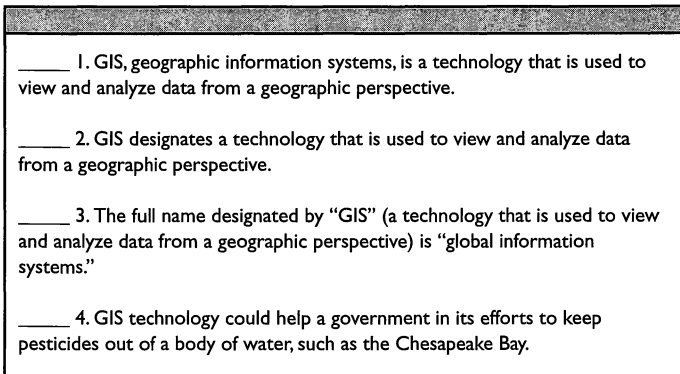 _____ 1. GIS, geographic information systems, is a technology that is used to
view and analyze data from a geographic perspective.
_____ 2. GIS designates a technology that is used to view and analyze data
from a geographic perspective.
_____ 3. The full name designated by “GIS” (a technology that is used to view
and analyze data from a geographic perspective) is “global information
systems.”
_____ 4. GIS technology could help a government in its efforts to keep
pesticides out of a body of water, such as the Chesapeake Bay.